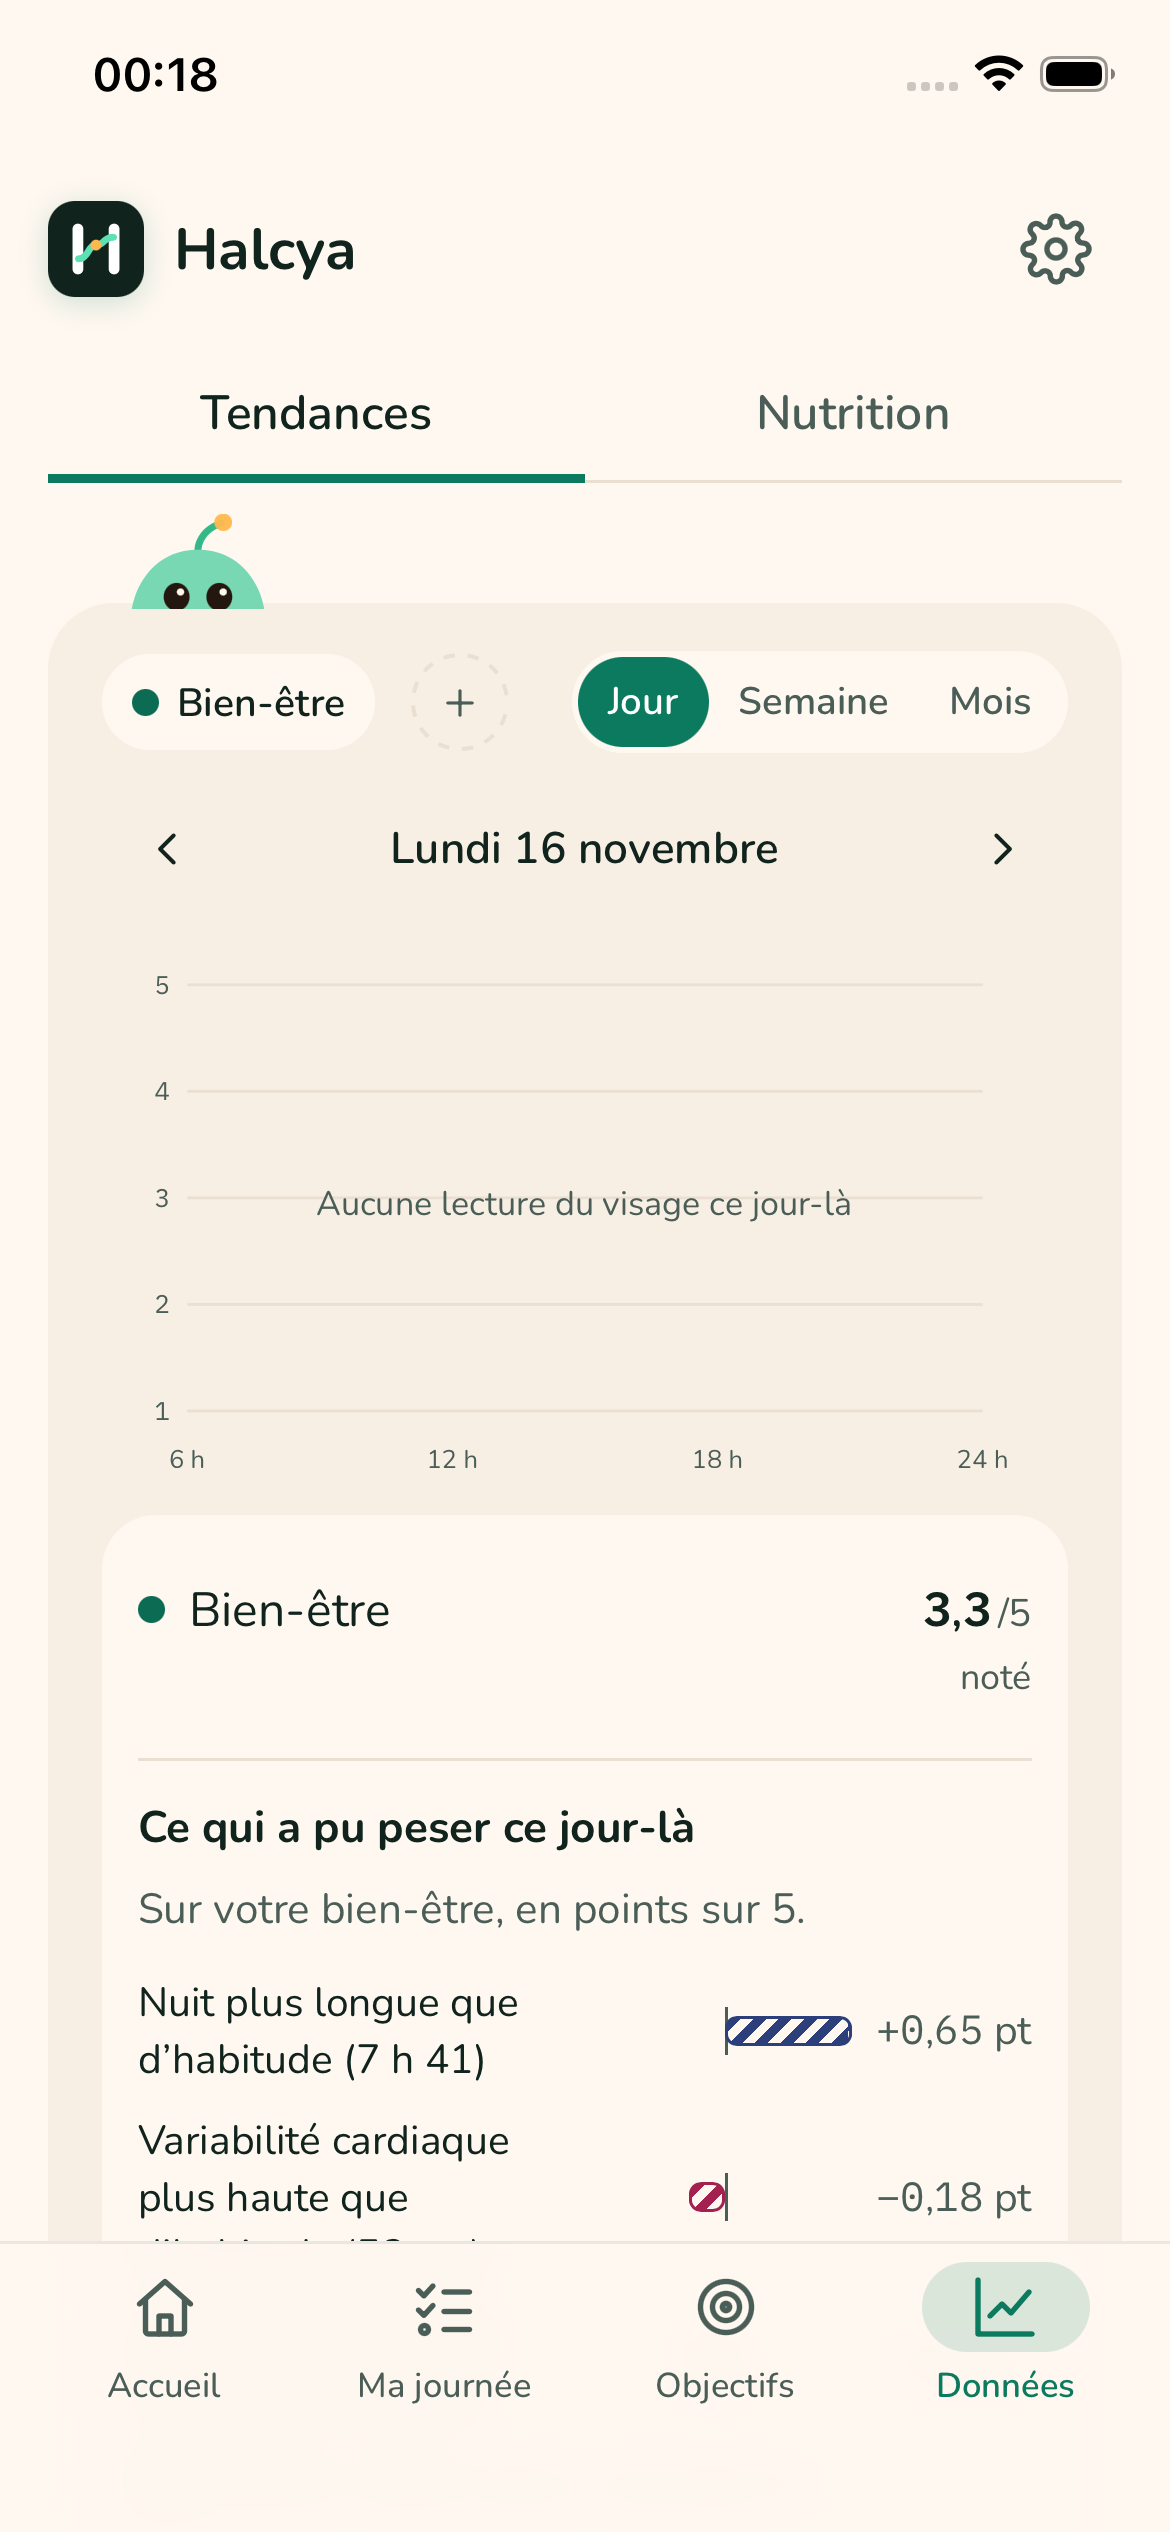 00:18
Halcya
Tendances
Nutrition
Bien-être
+
Jour
Semaine
Mois
Lundi 16 novembre
5
4
3
Aucune lecture du visage ce jour-là
2
1
6 h
12 h
18 h
24 h
Bien-être
3,3 /5
noté
Ce qui a pu peser ce jour-là
Sur votre bien-être, en points sur 5.
Nuit plus longue que
d’habitude (7 h 41)
+0,65 pt
Variabilité cardiaque
plus haute que
−0,18 pt
Accueil
Ma journée
Objectifs
Données